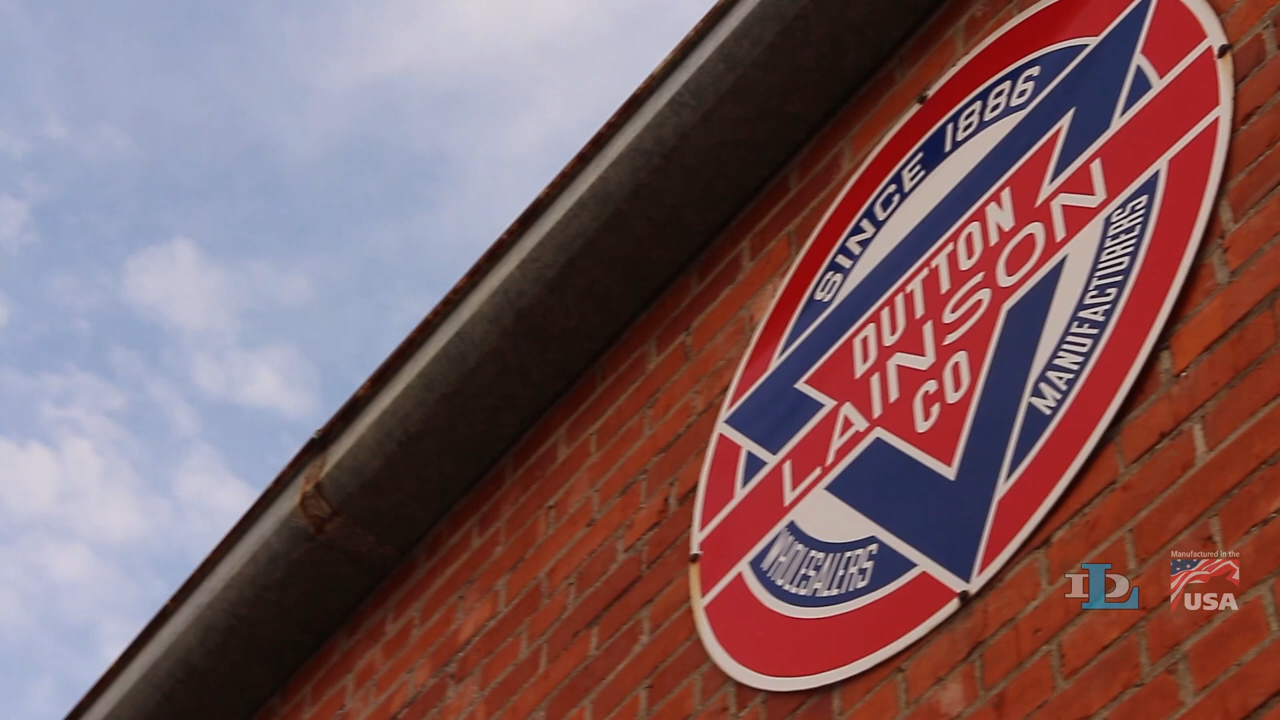 SINCE 1886
DUTTON
LAINSON
CO
MANUFACTURERS
WHOLESALERS
DL
Manufactured in the
USA